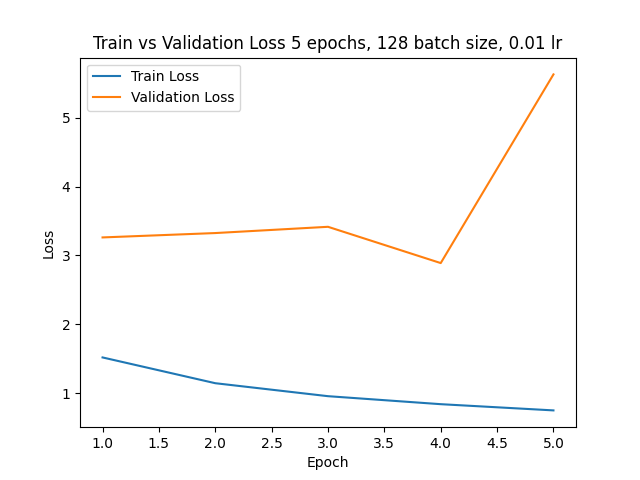 Train vs Validation Loss 5 epochs, 128 batch size, 0.01 lr
Train Loss
Validation Loss
5
4
3
2
1
Loss
1.0 1.5 2.0 2.5 3.0 3.5 4.0 4.5 5.0
Epoch